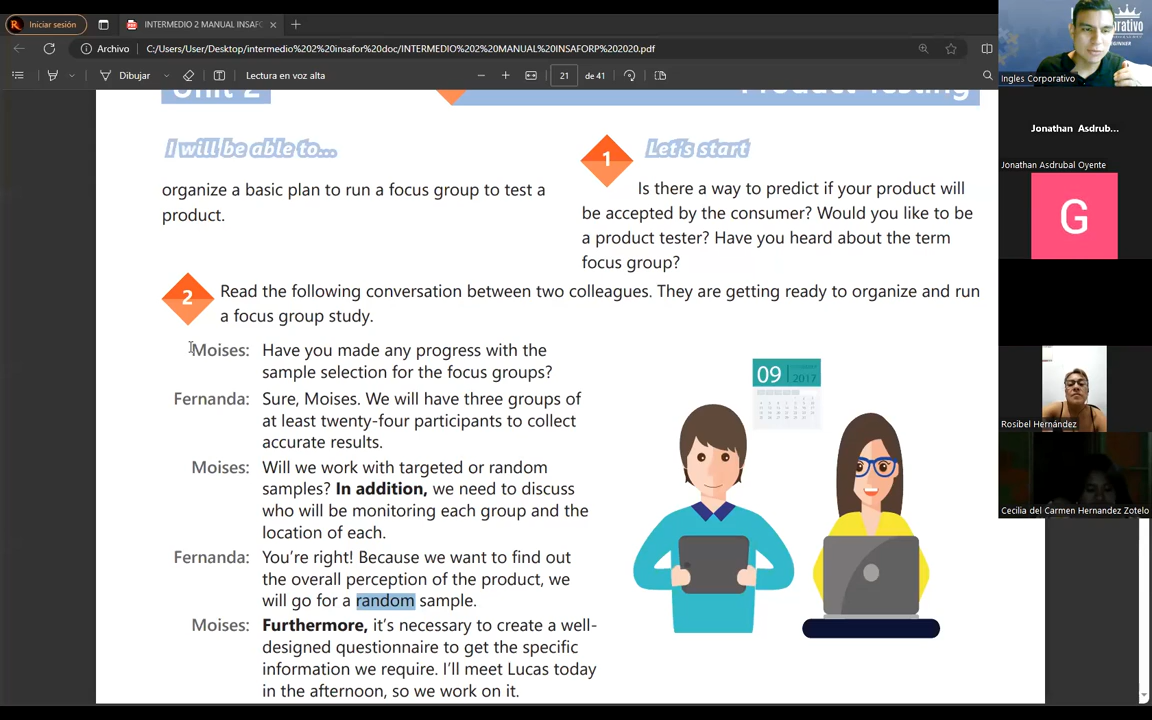 Iniciar sesión
INTERMEDIO 2 MANUAL INSAFO
Archivo
C:/Users/User/Desktop/intermedio%202%20insafor%20doc/INTERMEDIO%202%20MANUAL%20INSAFORP%202020.pdf
Dibujar
Lectura en voz alta
21
de 41
Unit 2
Product Testing
I will be able to...
organize a basic plan to run a focus group to test a
product.
1
Let's start
Is there a way to predict if your product will
be accepted by the consumer? Would you like to be
a product tester? Have you heard about the term
focus group?
2
Read the following conversation between two colleagues. They are getting ready to organize and run
a focus group study.
Moises: Have you made any progress with the
sample selection for the focus groups?
Fernanda: Sure, Moises. We will have three groups of
at least twenty-four participants to collect
accurate results.
Moises: Will we work with targeted or random
samples? In addition, we need to discuss
who will be monitoring each group and the
location of each.
Fernanda: You're right! Because we want to find out
the overall perception of the product, we
will go for a random sample.
Moises: Furthermore, it's necessary to create a well-
designed questionnaire to get the specific
information we require. I'll meet Lucas today
in the afternoon, so we work on it.
09
2017
Ingles Corporativo
Jonathan Asdrub...
Jonathan Asdrubal Oyente
G
Rosibel Hernández
Cecilia del Carmen Hernandez Zotelo